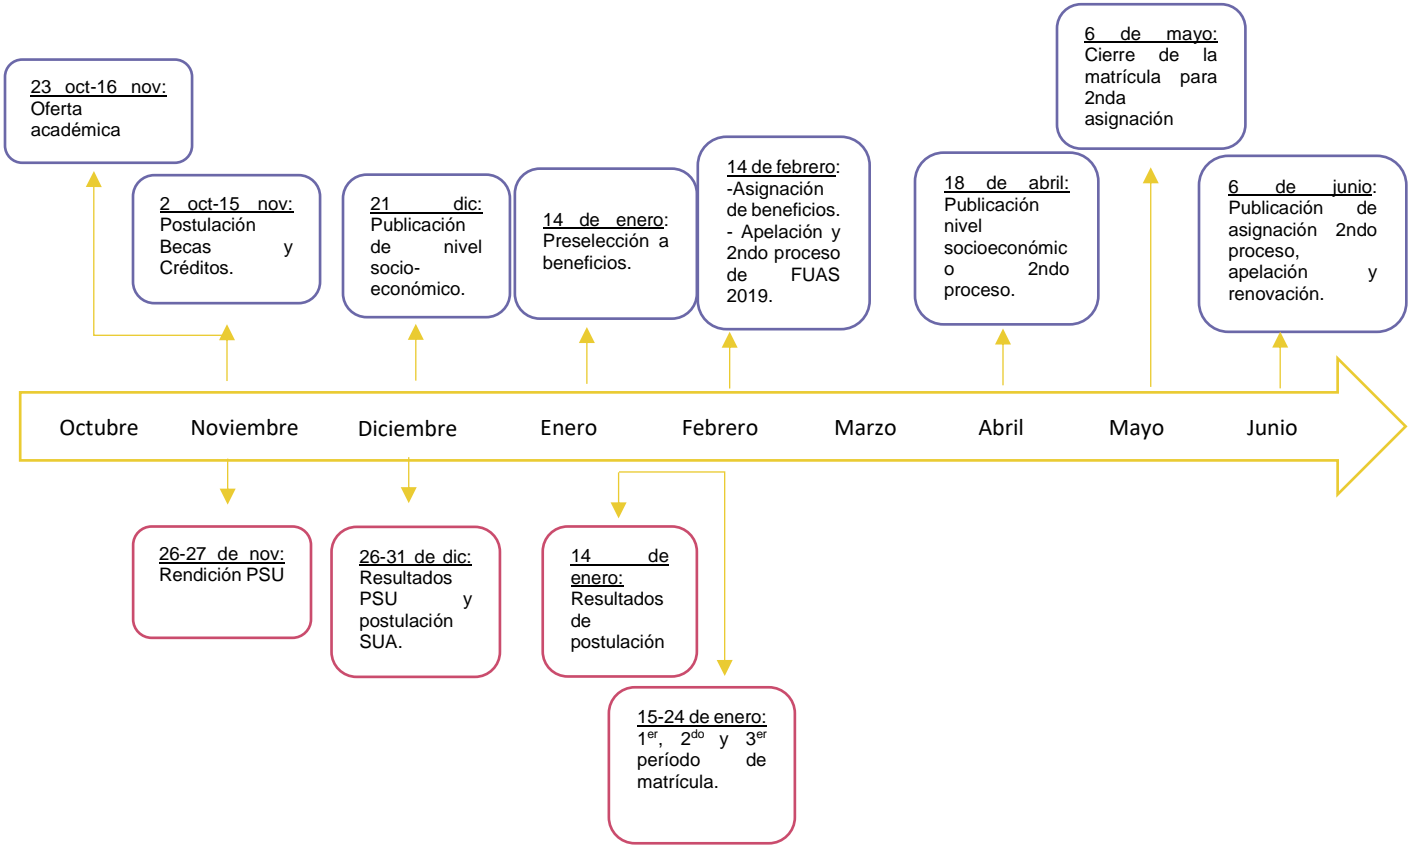 6 de mayo:
Cierre de la
matrícula para
2nda
asignación
23 oct-16 nov:
Oferta
académica
2 oct-15 nov:
Postulación
Becas y
Créditos.
21 dic:
Publicación
de nivel
socio-
económico.
14 de enero:
Preselección a
beneficios.
14 de febrero:
-Asignación
de beneficios.
- Apelación y
2ndo proceso
de FUAS
2019.
18 de abril:
Publicación
nivel
socioeconómic
o 2ndo
proceso.
6 de junio:
Publicación de
asignación 2ndo
proceso,
apelación y
renovación.
Octubre Noviembre Diciembre Enero Febrero Marzo Abril Mayo Junio
26-27 de nov:
Rendición PSU
26-31 de dic:
Resultados
PSU y
postulación
SUA.
14 de
enero:
Resultados
de
postulación
15-24 de enero:
1er, 2do y 3er
período de
matrícula.